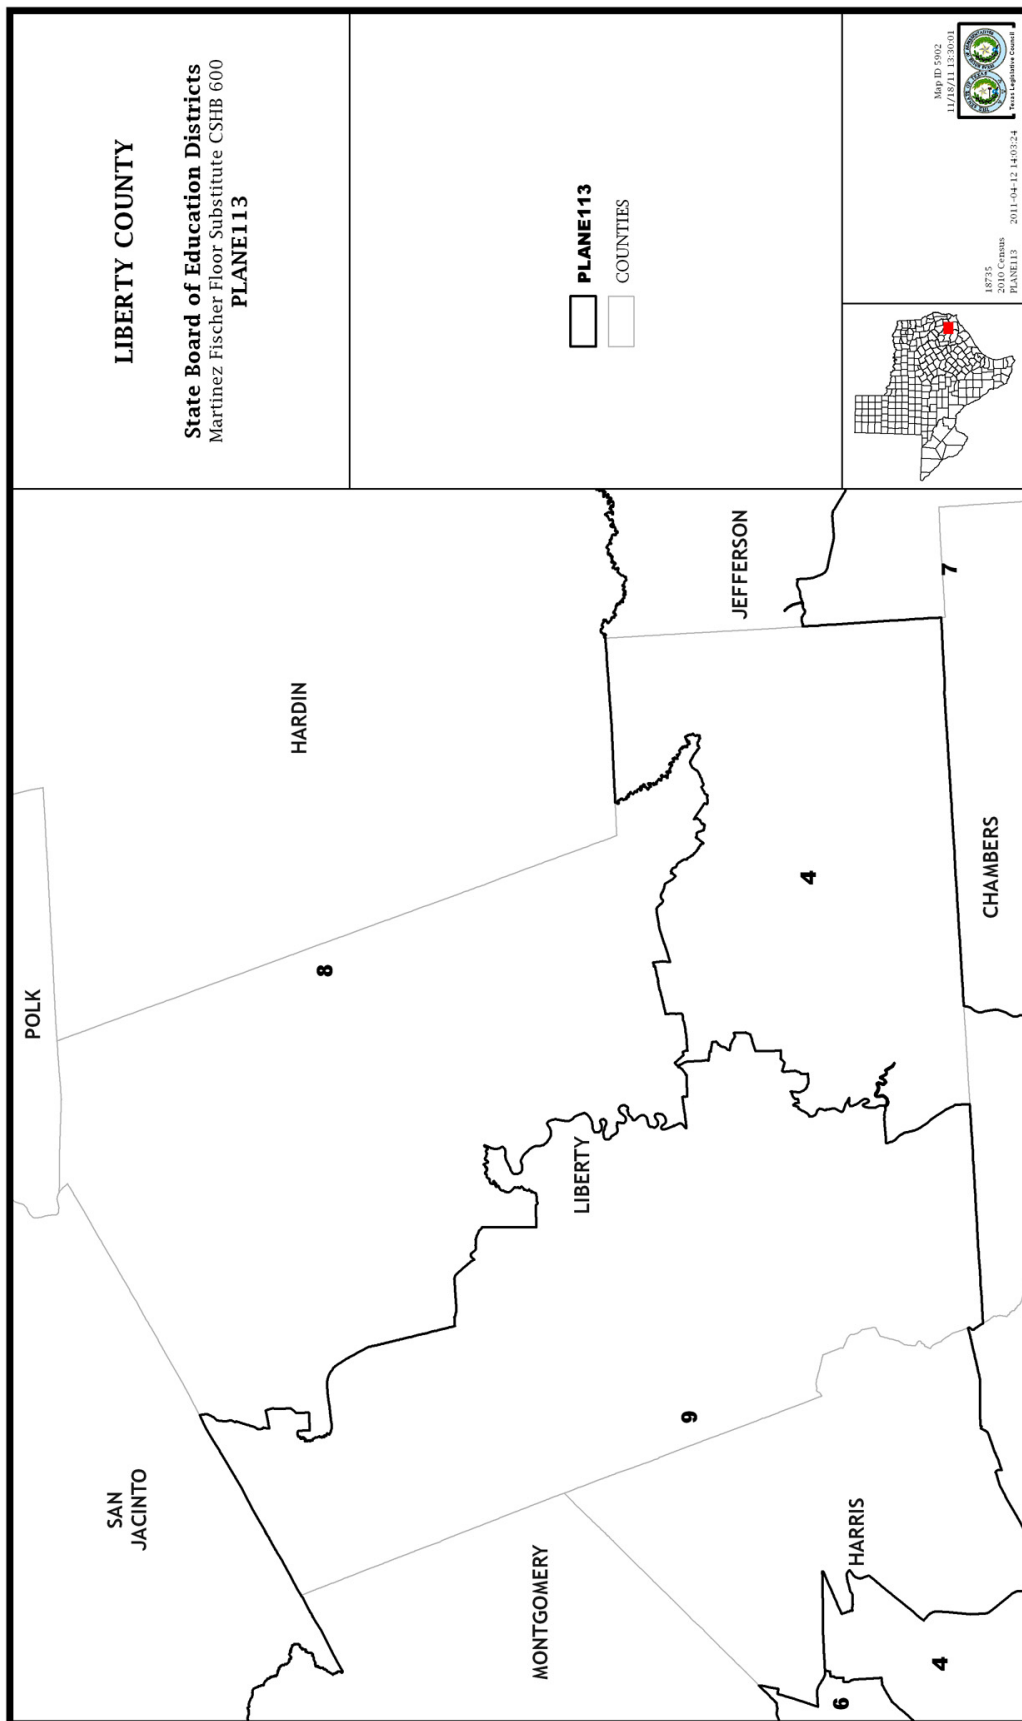 LIBERTY COUNTY
State Board of Education Districts
Martinez Fischer Floor Substitute CSHB 600
PLANE113
PLANE113
COUNTIES
Map ID 5902
11/18/11 13:30:01
Texas Legislative Council
18735
2010 Census
PLANE113 2011-04-12 14:03:24
POLK
SAN
JACINTO
HARDIN
8
LIBERTY
MONTGOMERY
9
JEFFERSON
4
7
HARRIS
CHAMBERS
6
4